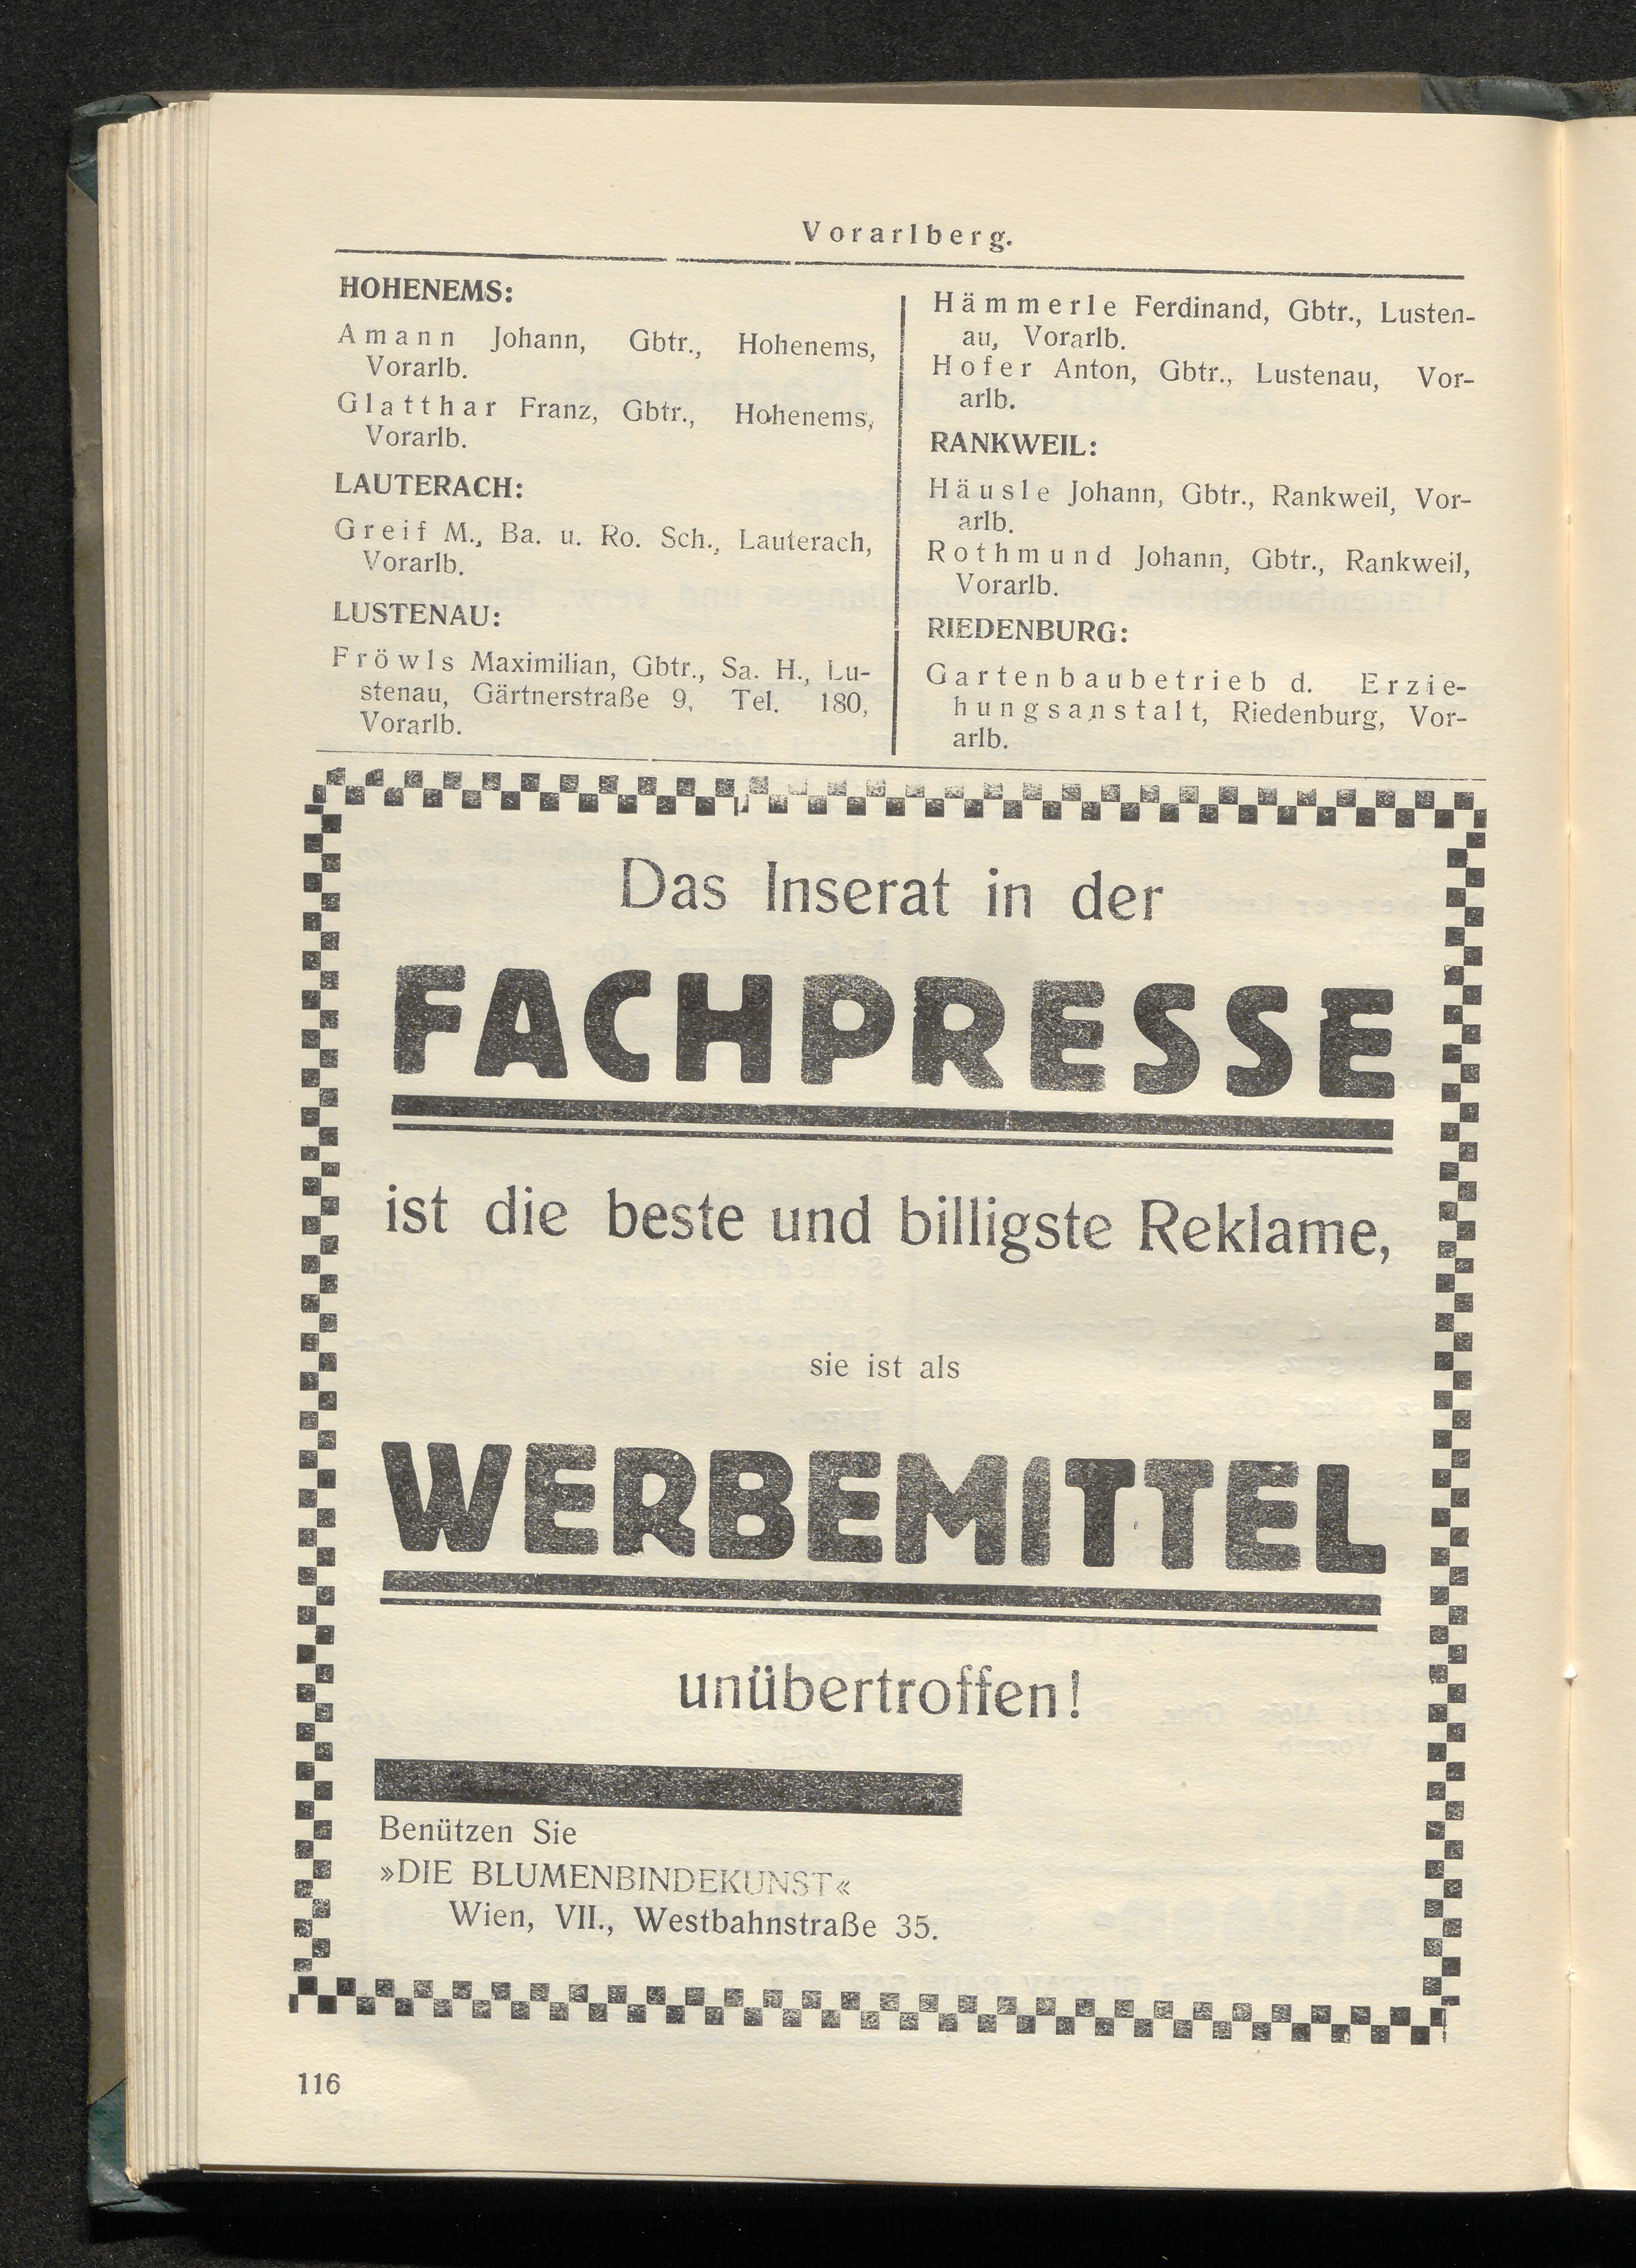 Vorarlberg.
HOHENEMS:
Amann Johann, Gbtr., Hohenems,
Vorarlb.
Glatthar Franz, Gbtr., Hohenems,
Vorarlb.
LAUTERACH:
Greif M., Ba. u. Ro. Sch., Lauterach,
Vorarlb.
LUSTENAU:
Fröwls Maximilian, Gbtr., Sa. H., Lu-
stenau, Gärtnerstraße 9, Tel. 180,
Vorarlb.
Hämmerle Ferdinand, Gbtr., Lusten-
au, Vorarlb.
Hofer Anton, Gbtr., Lustenau, Vor-
arlb.
RANKWEIL:
Häusle Johann, Gbtr., Rankweil, Vor-
arlb.
Rothmund Johann, Gbtr., Rankweil,
Vorarlb.
RIEDENBURG:
Gartenbaubetrieb d. Erzie-
hungsanstalt, Riedenburg, Vor-
arlb.
Das Inserat in der
FACHPRESSE
ist die beste und billigste Reklame,
sie ist als
WERBEMITTEL
unübertroffen!
Benützen Sie
»DIE BLUMENBINDEKUNST«
Wien, VII., Westbahnstraße 35.
116